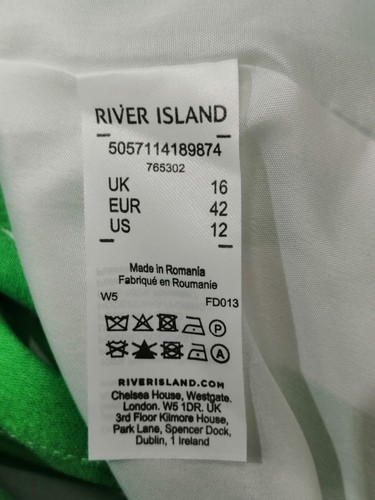 RIVER ISLAND
5057114189874
765302
UK 16
EUR 42
US 12
Made in Romania
Fabriqué en Roumanie
W5 FD013
P
A
RIVERISLAND.COM
Chelsea House, Westgate.
London. W5 1DR. UK
3rd Floor Kilmore House,
Park Lane, Spencer Dock,
Dublin, 1 Ireland